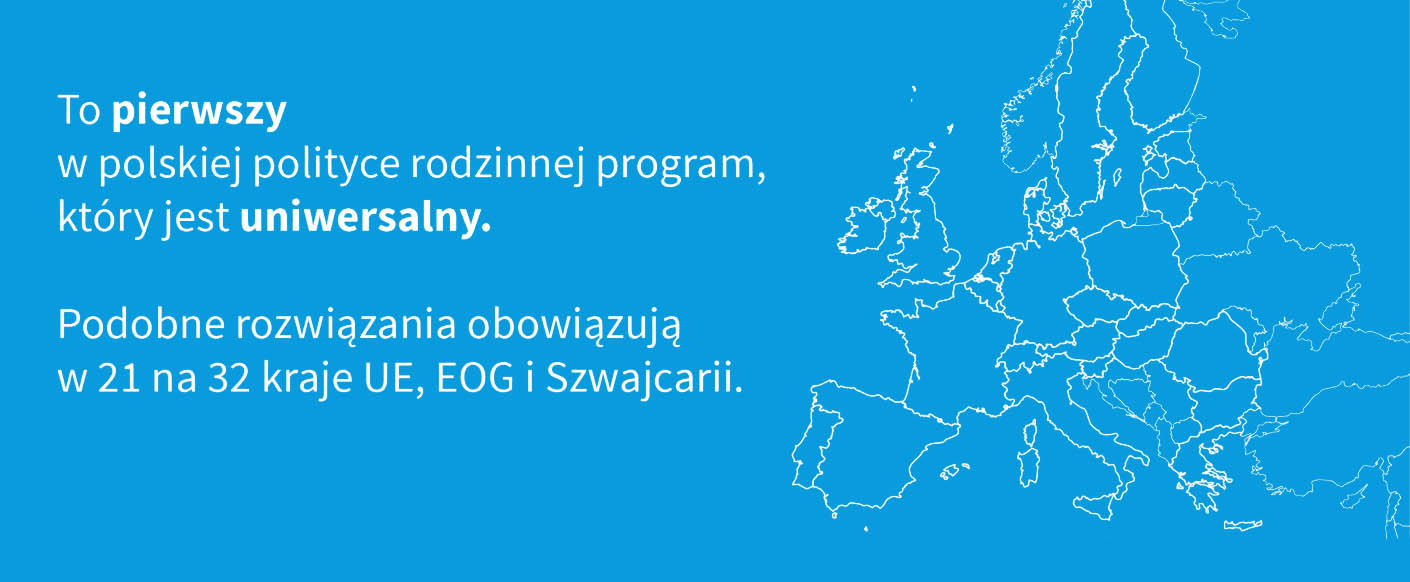 To pierwszy
w polskiej polityce rodzinnej program,
który jest uniwersalny.
Podobne rozwiązania obowiązują
w 21 na 32 kraje UE, EOG i Szwajcarii.